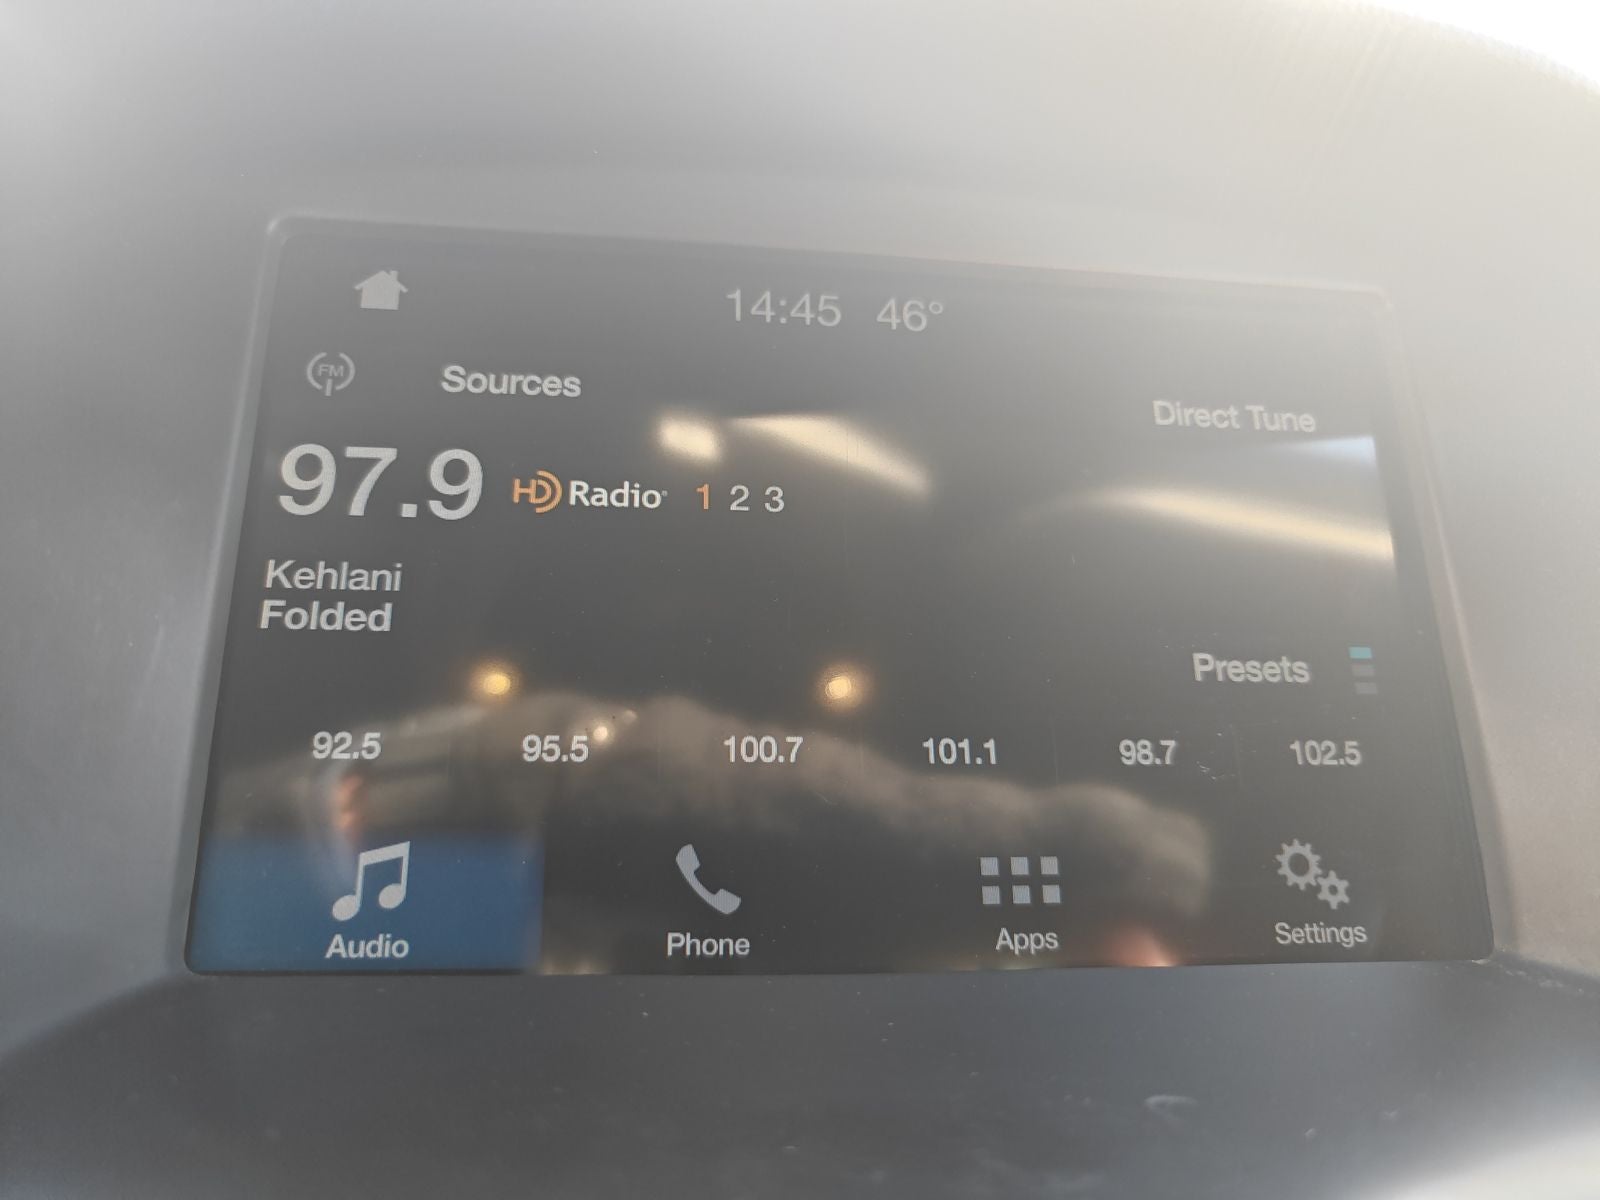 14:45 46°
FM
Sources
Direct Tune
97.9 HD Radio 1 2 3
Kehlani
Folded
Presets
92.5 95.5 100.7 101.1 98.7 102.5
Audio Phone Apps Settings